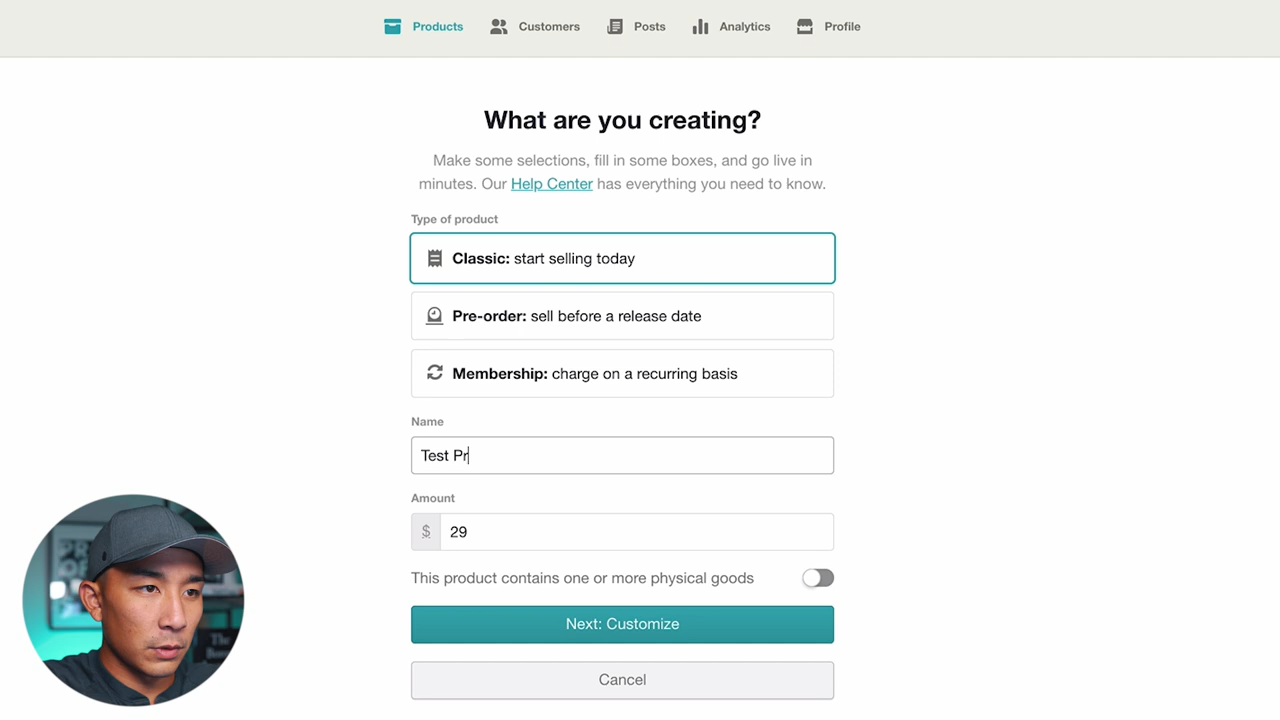 Products Customers Posts Analytics Profile
What are you creating?
Make some selections, fill in some boxes, and go live in
minutes. Our Help Center has everything you need to know.
Type of product
Classic: start selling today
Pre-order: sell before a release date
Membership: charge on a recurring basis
Name
Test Pr
Amount
$ 29
This product contains one or more physical goods
Next: Customize
Cancel